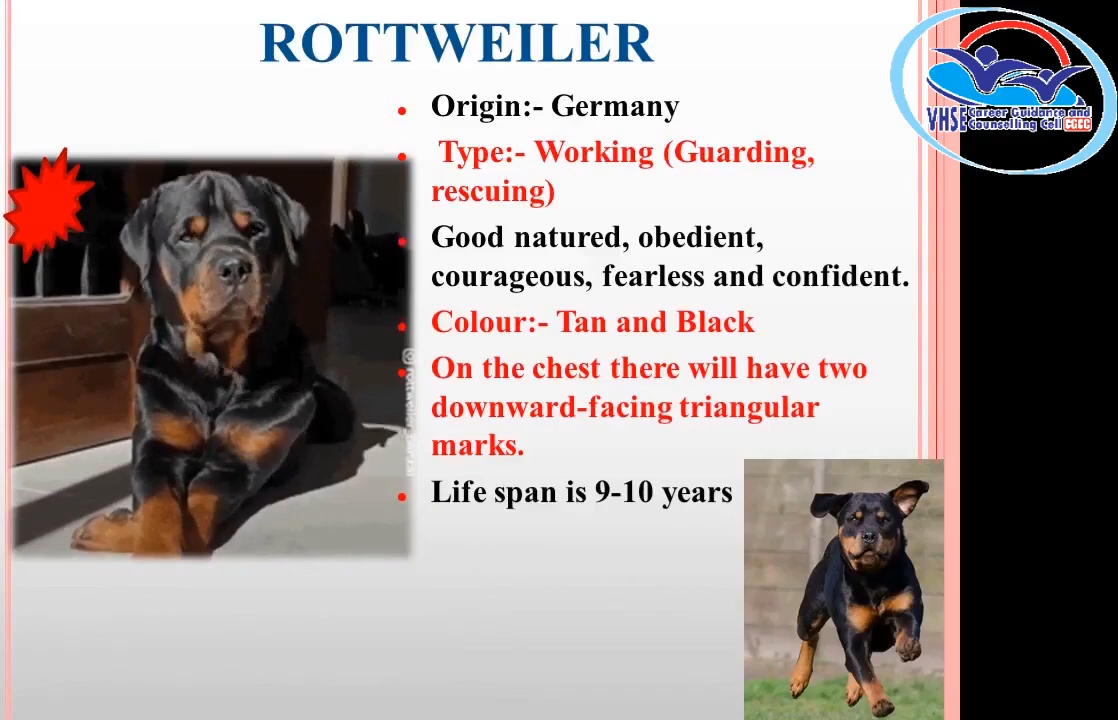 ROTTWEILER
Origin:- Germany
Type:- Working (Guarding,
rescuing)
Good natured, obedient,
courageous, fearless and confident.
Colour:- Tan and Black
On the chest there will have two
downward-facing triangular
marks.
Life span is 9-10 years
VHSE Career Guidance and
Counselling Cell CGCC